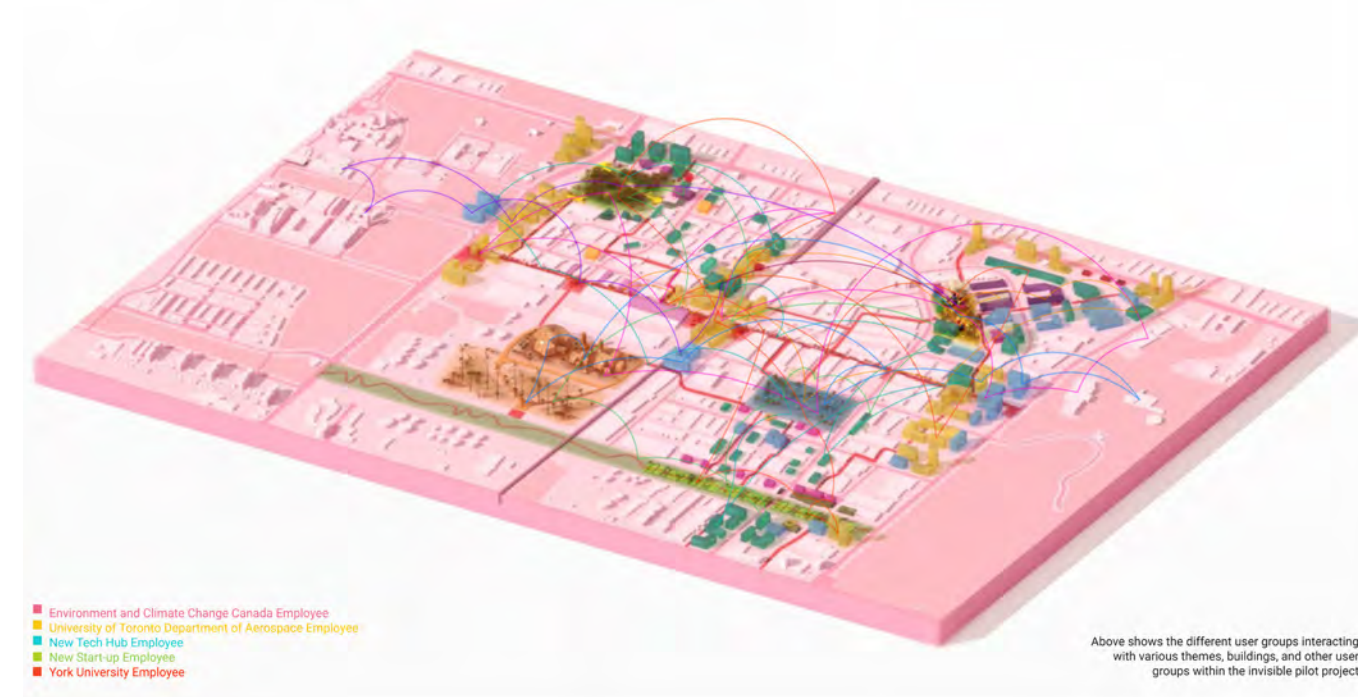 Environment and Climate Change Canada Employee
University of Toronto Department of Aerospace Employee
New Tech Hub Employee
New Start-up Employee
York University Employee
Above shows the different user groups interacting
with various themes, buildings, and other user
groups within the invisible pilot project